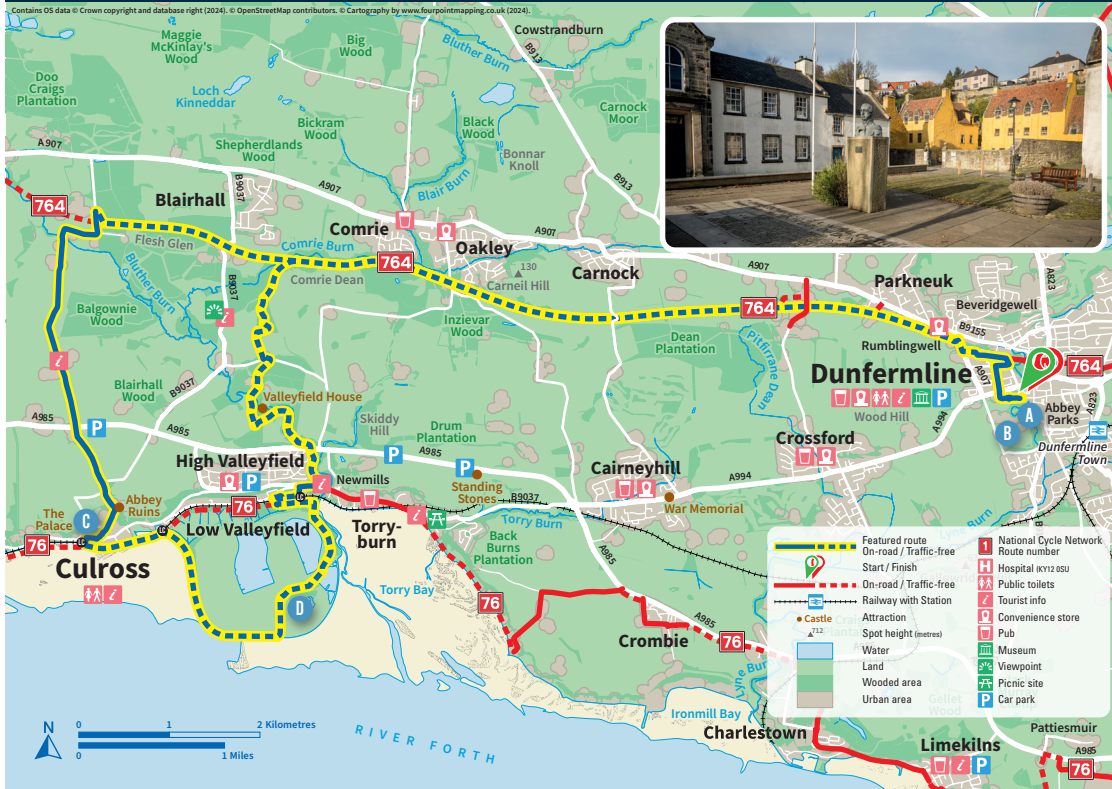 Contains OS data © Crown copyright and database right (2024). © OpenStreetMap contributors. © Cartography by www.fourpointmapping.co.uk (2024).
Maggie
McKinlay's
Wood
Big
Wood
Bluther Burn
Cowstrandburn
B913
Doo
Craigs
Plantation
Loch
Kinneddar
Bickram
Wood
Black
Wood
Carnock
Moor
Shepherdlands
Wood
Bonnar
Knoll
A907
B9037
A907
Blair Burn
B913
764
Blairhall
Comrie
Oakley
A907
Flesh Glen
Comrie Burn
764
Comrie Dean
130
Carneil Hill
Carnock
A907
Parkneuk
A823
Bluther Burn
B9037
Balgownie
Wood
Inzievar
Wood
764
Beveridgewell
B9155
Dean
Plantation
Pitfirrane Dean
Rumblingwell
A907
764
Dunfermline
Wood Hill
Abbey
Parks
A823
A
B
Dunfermline
Town
A994
Blairhall
Wood
B9037
Valleyfield House
A985
A985
Skiddy
Hill
Drum
Plantation
A985
Crossford
High Valleyfield
Newmills
Standing
Stones
Cairneyhill
A994
B9037
War Memorial
Abbey
Ruins
The
Palace
C
76
76
Low Valleyfield
Torry-
burn
Torry Burn
Back
Burns
Plantation
A985
Culross
D
Torry Bay
76
Crombie
A985
76
Lyne Burn
Ironmill Bay
Charlestown
Limekilns
Pattiesmuir
A985
76
RIVER FORTH
N
0 1 2 Kilometres
0 1 Miles
Featured route
On-road / Traffic-free
Start / Finish
On-road / Traffic-free
Railway with Station
Castle Attraction
712 Spot height (metres)
Water
Land
Wooded area
Urban area
1 National Cycle Network
Route number
H Hospital (KY12 0SU)
Public toilets
i Tourist info
Convenience store
Pub
Museum
Viewpoint
Picnic site
P Car park